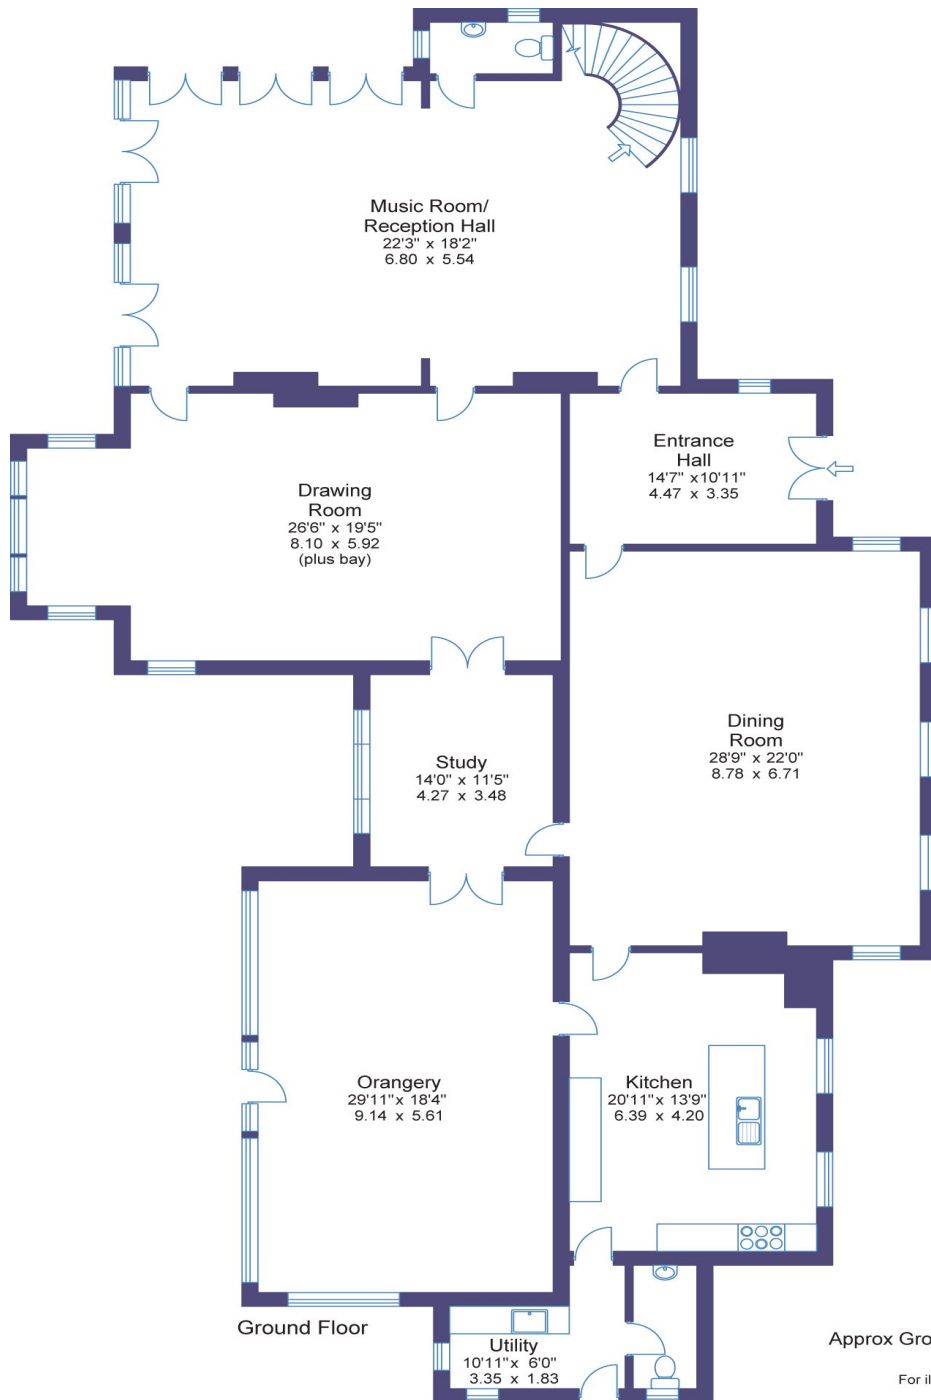 Music Room/
Reception Hall
22'3" x 18'2"
6.80 x 5.54
Entrance
Hall
14'7" x10'11"
4.47 x 3.35
Drawing
Room
26'6" x 19'5"
8.10 x 5.92
(plus bay)
Dining
Room
28'9" x 22'0"
8.78 x 6.71
Study
14'0" x 11'5"
4.27 x 3.48
Orangery
29'11"x 18'4"
9.14 x 5.61
Kitchen
20'11"x 13'9"
6.39 x 4.20
Ground Floor
Utility
10'11"x 6'0"
3.35 x 1.83
Approx Gro
For il